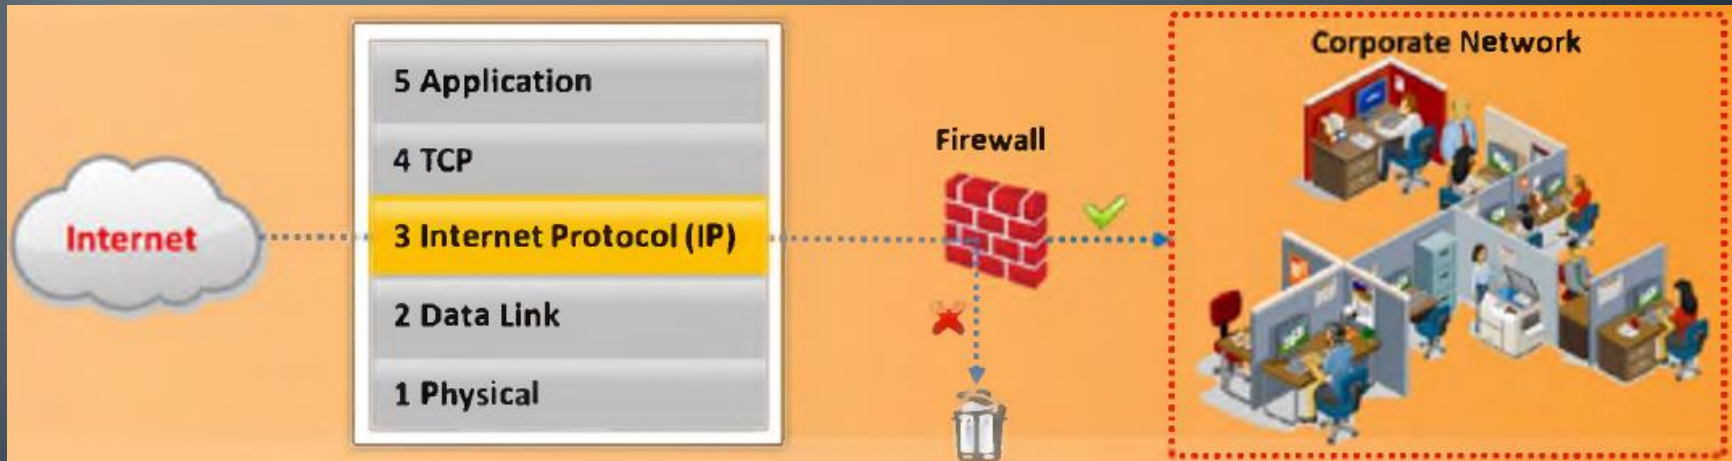 Internet
5 Application
4 TCP
3 Internet Protocol (IP)
2 Data Link
1 Physical
Firewall
Corporate Network